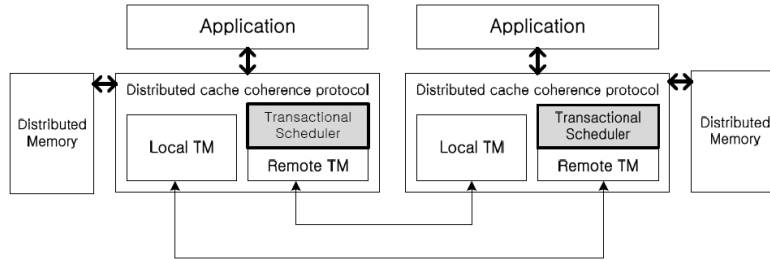 Application
Application
Distributed cache coherence protocol
Distributed cache coherence protocol
Distributed
Memory
Local TM
Transactional
Scheduler
Remote TM
Local TM
Transactional
Scheduler
Remote TM
Distributed
Memory